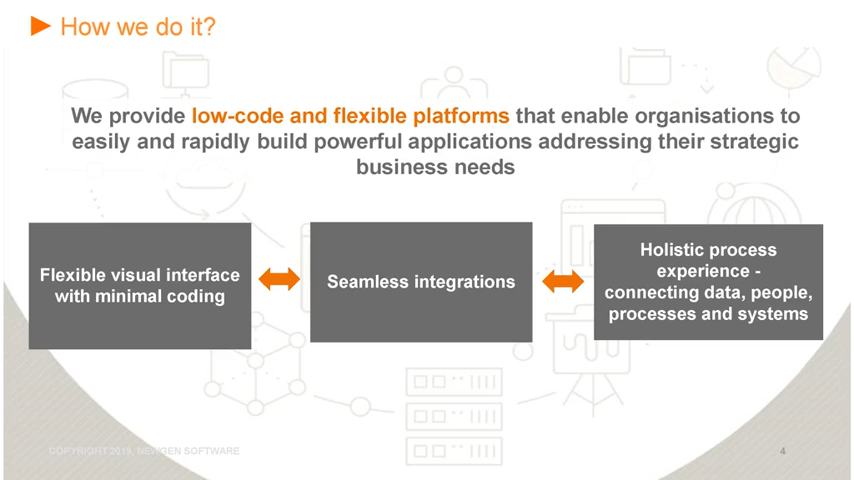 How we do it?
We provide low-code and flexible platforms that enable organisations to
easily and rapidly build powerful applications addressing their strategic
business needs
Flexible visual interface
with minimal coding
Seamless integrations
Holistic process
experience -
connecting data, people,
processes and systems
COPYRIGHT 2019, NEWGEN SOFTWARE
4